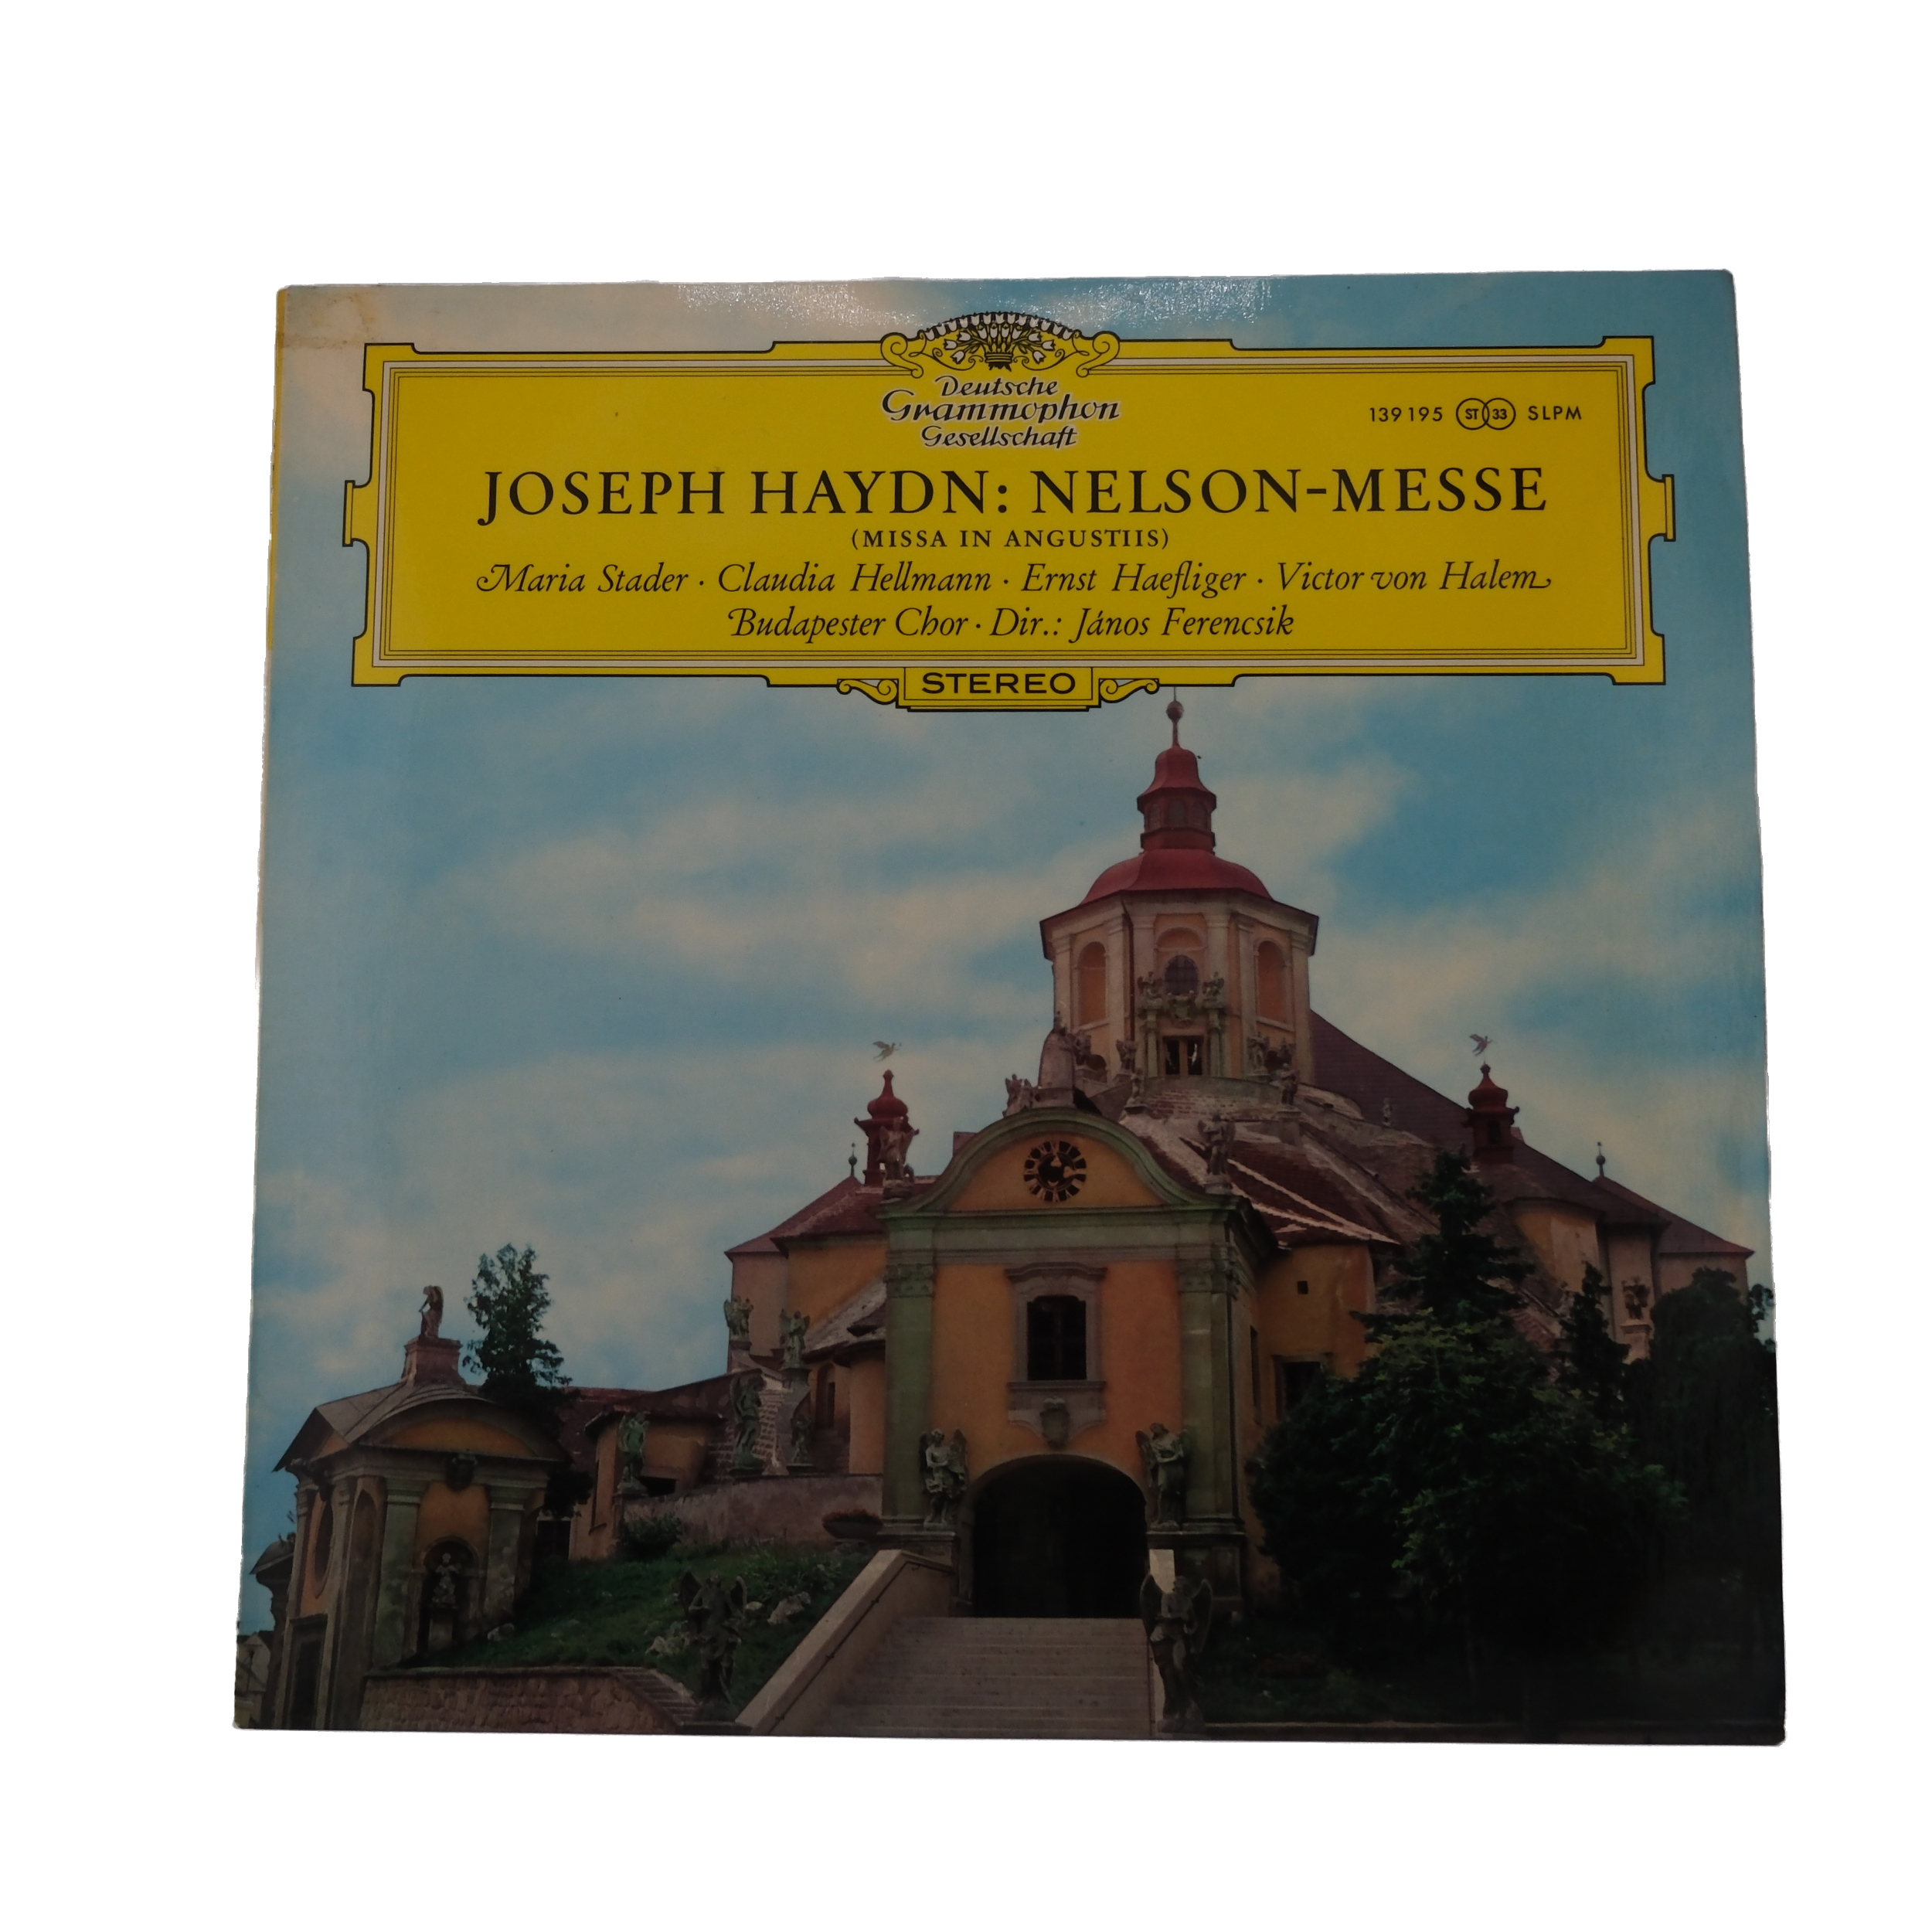 Deutsche
Grammophon
Gesellschaft
139 195 ST 33 SLPM
JOSEPH HAYDN: NELSON-MESSE
(MISSA IN ANGUSTIIS)
Maria Stader · Claudia Hellmann · Ernst Haefliger · Victor von Halem
Budapester Chor · Dir.: János Ferencsik
STEREO